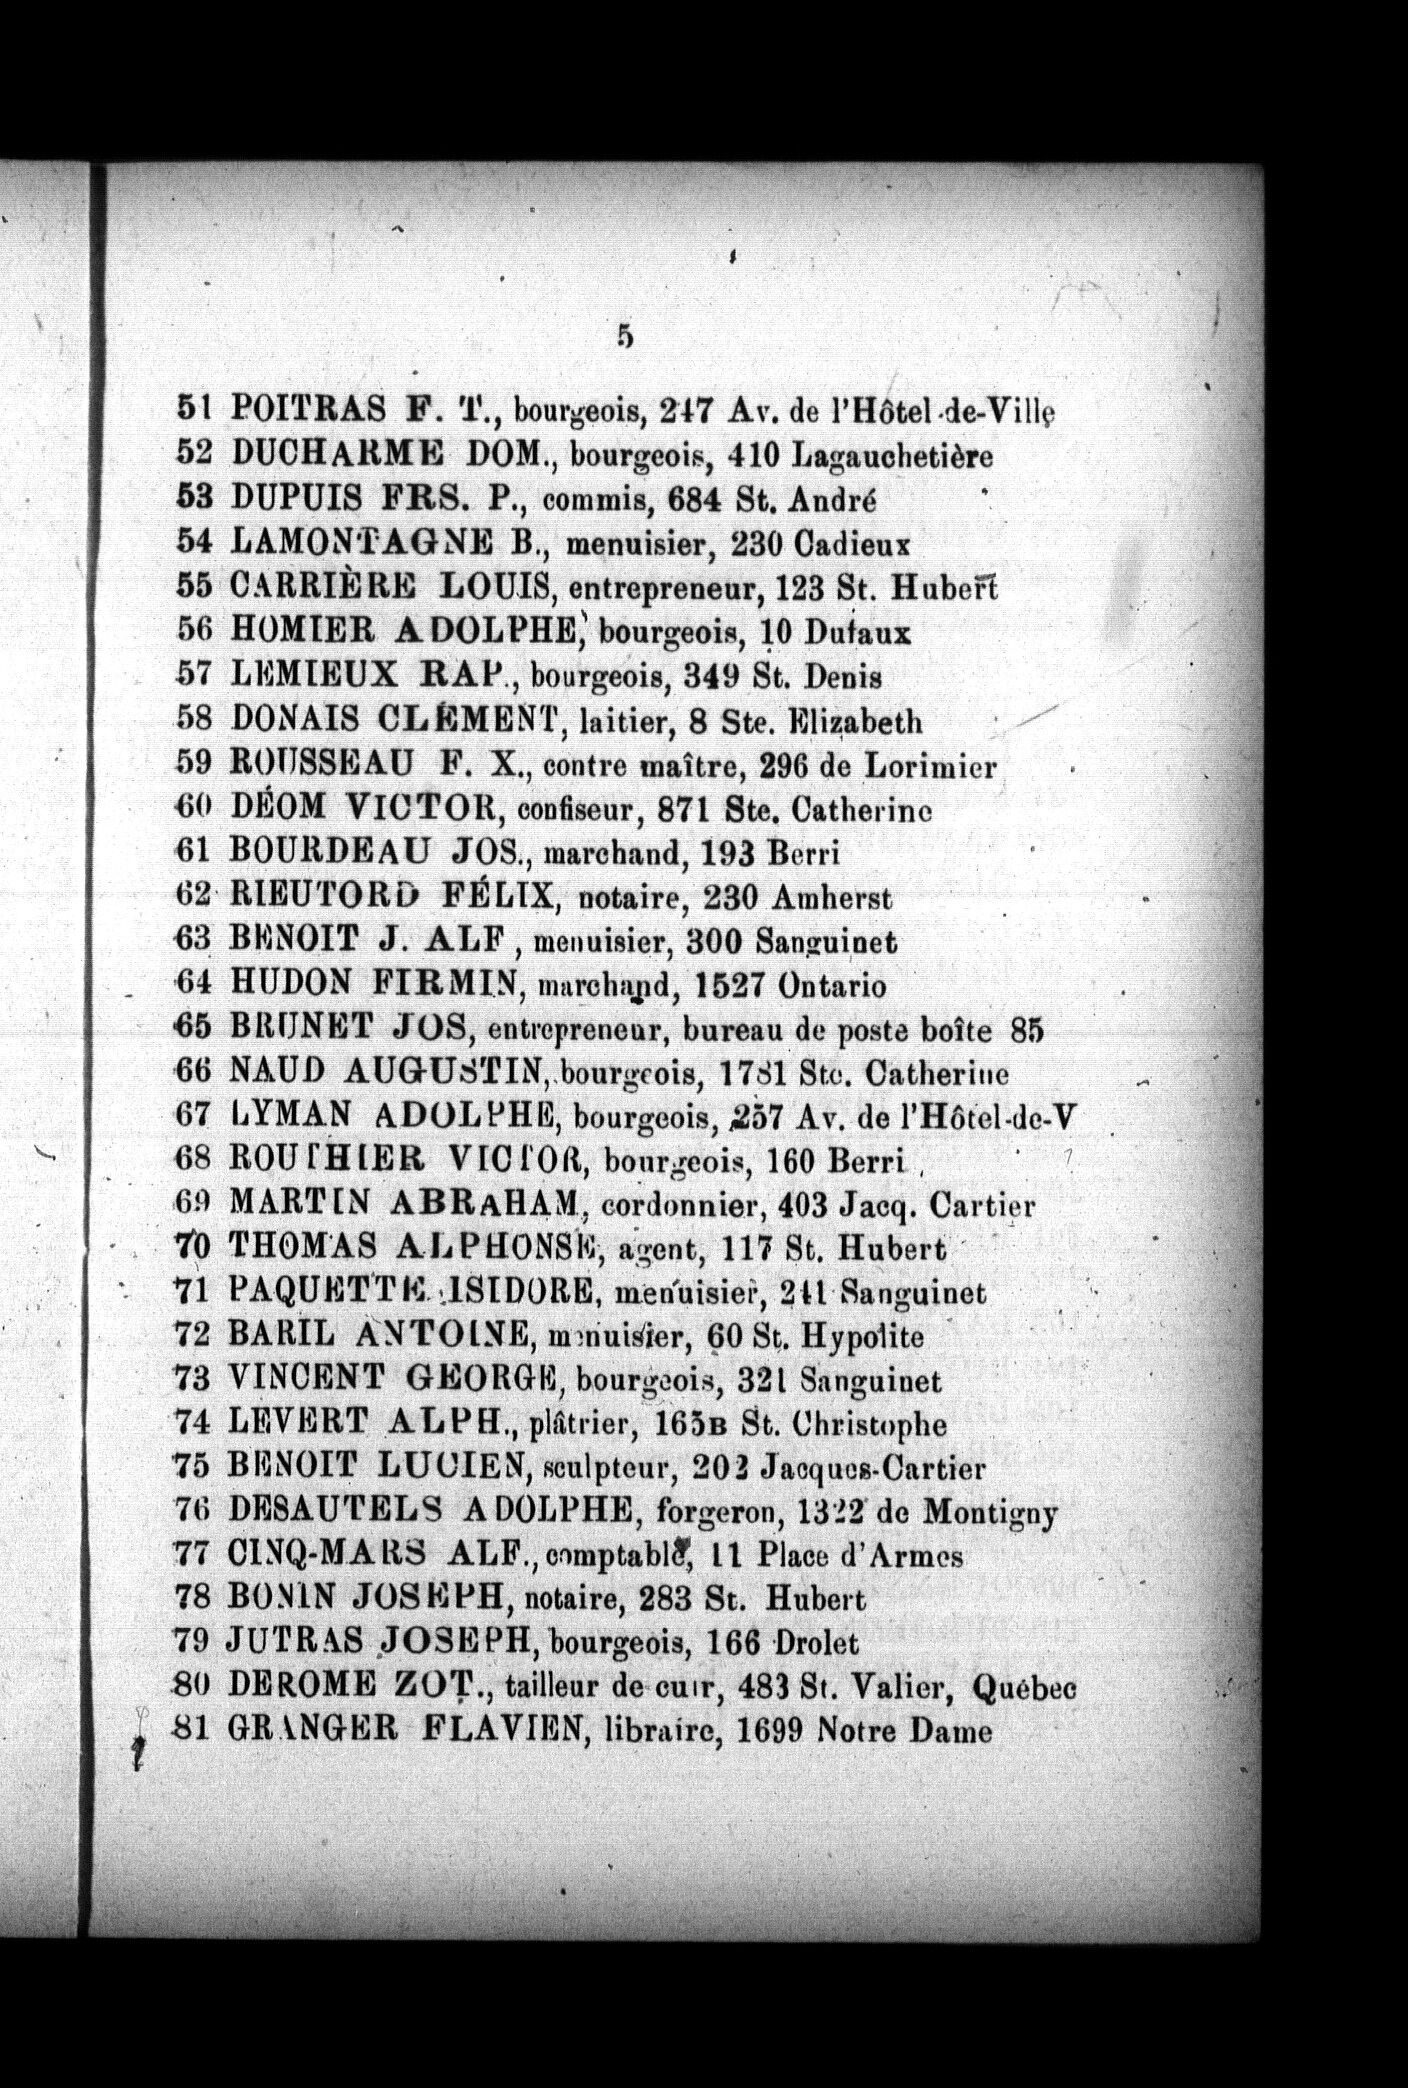 5
51 POITRAS F. T., bourgeois, 247 Av. de l'Hôtel-de-Ville
52 DUCHARME DOM., bourgeois, 410 Lagauchetière
53 DUPUIS FRS. P., commis, 684 St. André
54 LAMONTAGNE B., menuisier, 230 Cadieux
55 CARRIÈRE LOUIS, entrepreneur, 123 St. Hubert
56 HOMIER ADOLPHE, bourgeois, 10 Dufaux
57 LEMIEUX RAP., bourgeois, 349 St. Denis
58 DONAIS CLÉMENT, laitier, 8 Ste. Elizabeth
59 ROUSSEAU F. X., contre maître, 296 de Lorimier
60 DÉOM VICTOR, confiseur, 871 Ste. Catherine
61 BOURDEAU JOS., marchand, 193 Berri
62 RIEUTORD FÉLIX, notaire, 230 Amherst
63 BENOIT J. ALF, menuisier, 300 Sanguinet
64 HUDON FIRMIN, marchand, 1527 Ontario
65 BRUNET JOS, entrepreneur, bureau de poste boîte 85
66 NAUD AUGUSTIN, bourgeois, 1781 Ste. Catherine
67 LYMAN ADOLPHE, bourgeois, 257 Av. de l'Hôtel-de-V
68 ROUTHIER VICTOR, bourgeois, 160 Berri
69 MARTIN ABRAHAM, cordonnier, 403 Jacq. Cartier
70 THOMAS ALPHONSE, agent, 117 St. Hubert
71 PAQUETTE ISIDORE, menuisier, 241 Sanguinet
72 BARIL ANTOINE, menuisier, 60 St. Hypolite
73 VINCENT GEORGE, bourgeois, 321 Sanguinet
74 LEVERT ALPH., plâtrier, 165B St. Christophe
75 BENOIT LUCIEN, sculpteur, 202 Jacques-Cartier
76 DESAUTELS ADOLPHE, forgeron, 1322 de Montigny
77 CINQ-MARS ALF., comptable, 11 Place d'Armes
78 BONIN JOSEPH, notaire, 283 St. Hubert
79 JUTRAS JOSEPH, bourgeois, 166 Drolet
80 DEROME ZOT., tailleur de cuir, 483 St. Valier, Québec
81 GRANGER FLAVIEN, libraire, 1699 Notre Dame